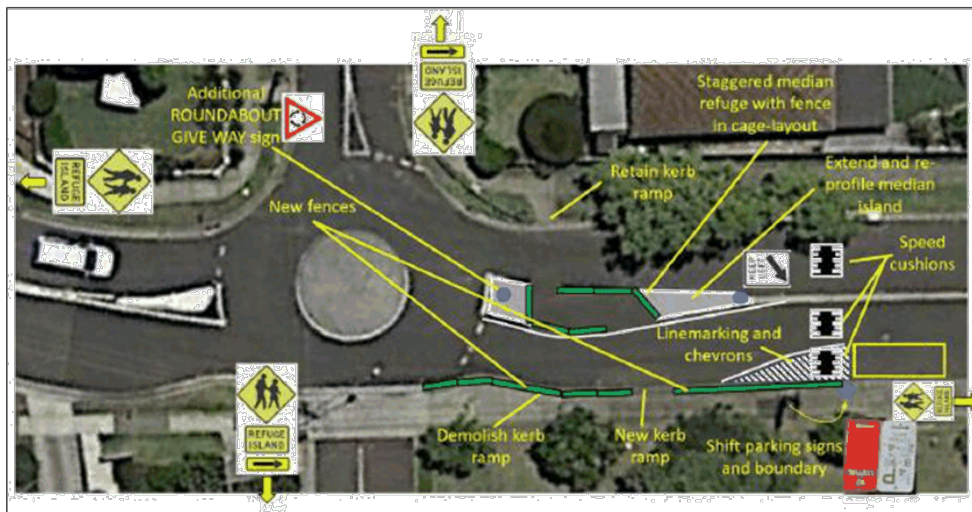 REFUGE
ISLAND
Additional
ROUNDABOUT
GIVE WAY sign
Staggered median
refuge with fence
in cage-layout
REFUGE
ISLAND
Retain kerb
ramp
Extend and re-
profile median
island
New fences
KEEP
LEFT
Speed
cushions
Linemarking and
chevrons
REFUGE
ISLAND
Demolish kerb
ramp
New kerb
ramp
Shift parking signs
and boundary
P